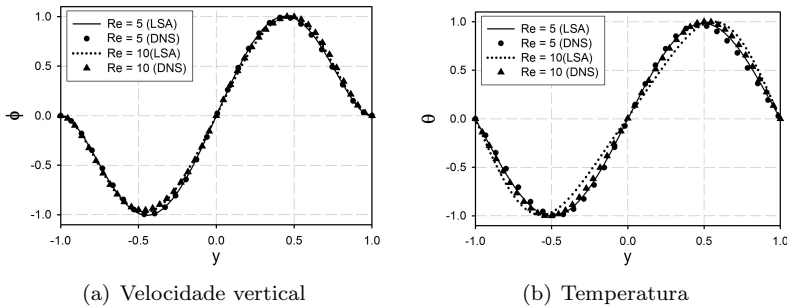 Re = 5 (LSA)
Re = 5 (DNS)
Re = 10(LSA)
Re = 10 (DNS)
1.0
0.5
0.0
-0.5
-1.0
ϕ
-1.0 -0.5 0.0 0.5 1.0
y
(a) Velocidade vertical
Re = 5 (LSA)
Re = 5 (DNS)
Re = 10(LSA)
Re = 10 (DNS)
1.0
0.5
0.0
-0.5
-1.0
θ
-1.0 -0.5 0.0 0.5 1.0
y
(b) Temperatura